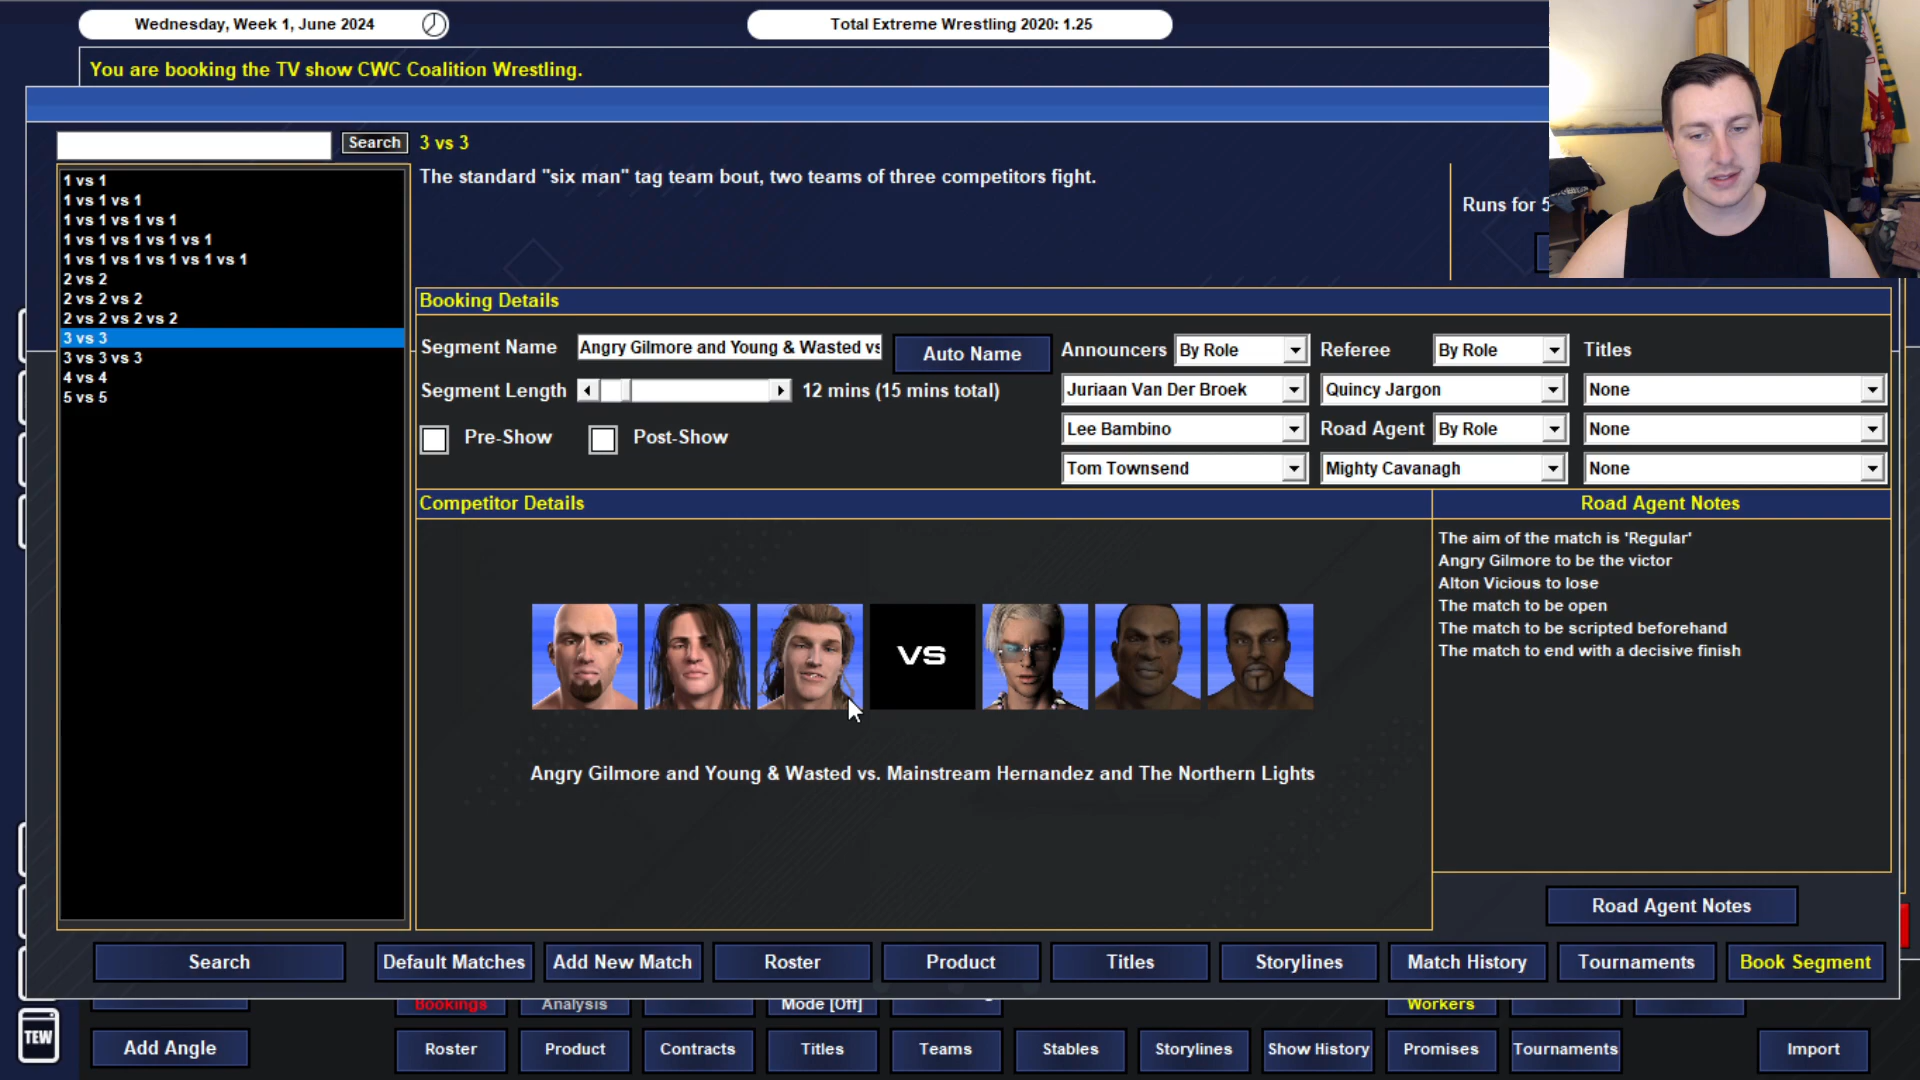 Wednesday, Week 1, June 2024
Total Extreme Wrestling 2020: 1.25
You are booking the TV show CWC Coalition Wrestling.
Search
3 vs 3
The standard "six man" tag team bout, two teams of three competitors fight.
Runs for 5
1 vs 1
1 vs 1 vs 1
1 vs 1 vs 1 vs 1
1 vs 1 vs 1 vs 1 vs 1
1 vs 1 vs 1 vs 1 vs 1 vs 1
2 vs 2
2 vs 2 vs 2
2 vs 2 vs 2 vs 2
3 vs 3
3 vs 3 vs 3
4 vs 4
5 vs 5
Booking Details
Segment Name
Angry Gilmore and Young & Wasted vs
Auto Name
Announcers
By Role
Referee
By Role
Titles
Segment Length
12 mins (15 mins total)
Juriaan Van Der Broek
Quincy Jargon
None
Pre-Show
Post-Show
Lee Bambino
Road Agent
By Role
None
Tom Townsend
Mighty Cavanagh
None
Competitor Details
VS
Angry Gilmore and Young & Wasted vs. Mainstream Hernandez and The Northern Lights
Road Agent Notes
The aim of the match is 'Regular'
Angry Gilmore to be the victor
Alton Vicious to lose
The match to be open
The match to be scripted beforehand
The match to end with a decisive finish
Road Agent Notes
Search
Default Matches
Add New Match
Roster
Product
Titles
Storylines
Match History
Tournaments
Book Segment
Bookings
Analysis
Mode [Off]
Workers
TEW
Add Angle
Roster
Product
Contracts
Titles
Teams
Stables
Storylines
Show History
Promises
Tournaments
Import